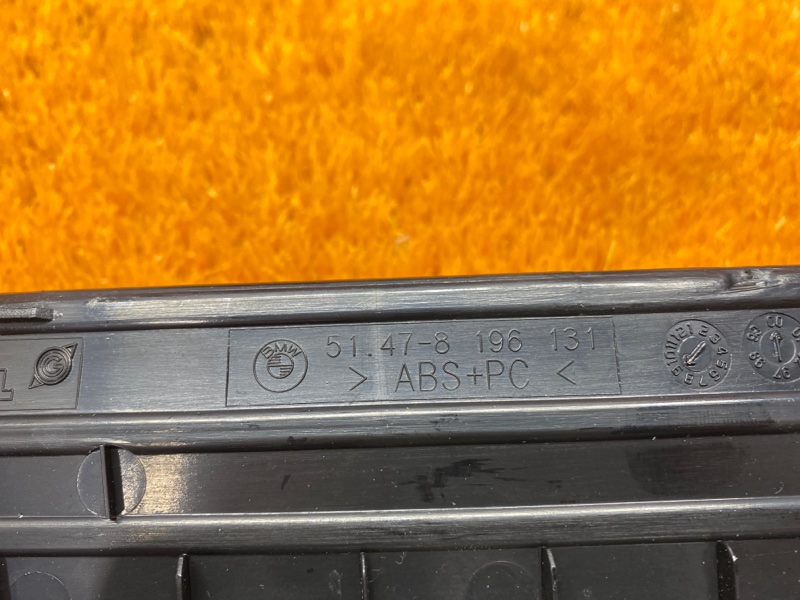 BMW
51.47-8 196 131
> ABS+PC <
L
G